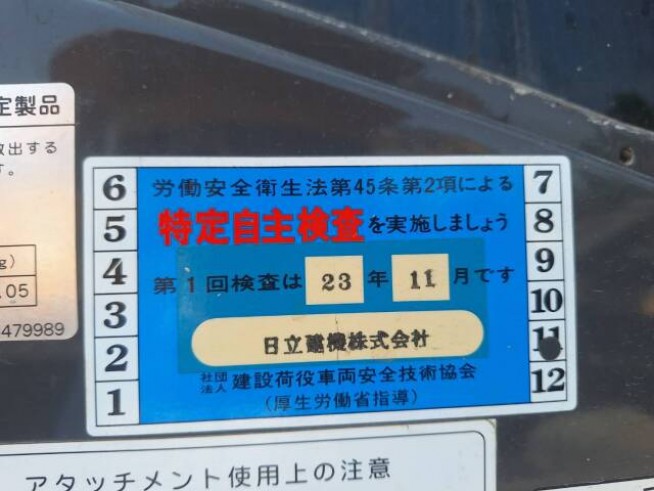 定製品
放出する
す。
g）
.05
479989
6
5
4
3
2
1
労働安全衛生法第45条第2項による
特定自主検査を実施しましょう
第1回検査は 23 年 11 月です
日立建機株式会社
社団法人 建設荷役車両安全技術協会
(厚生労働省指導)
7
8
9
10
11
12
アタッチメント使用上の注意